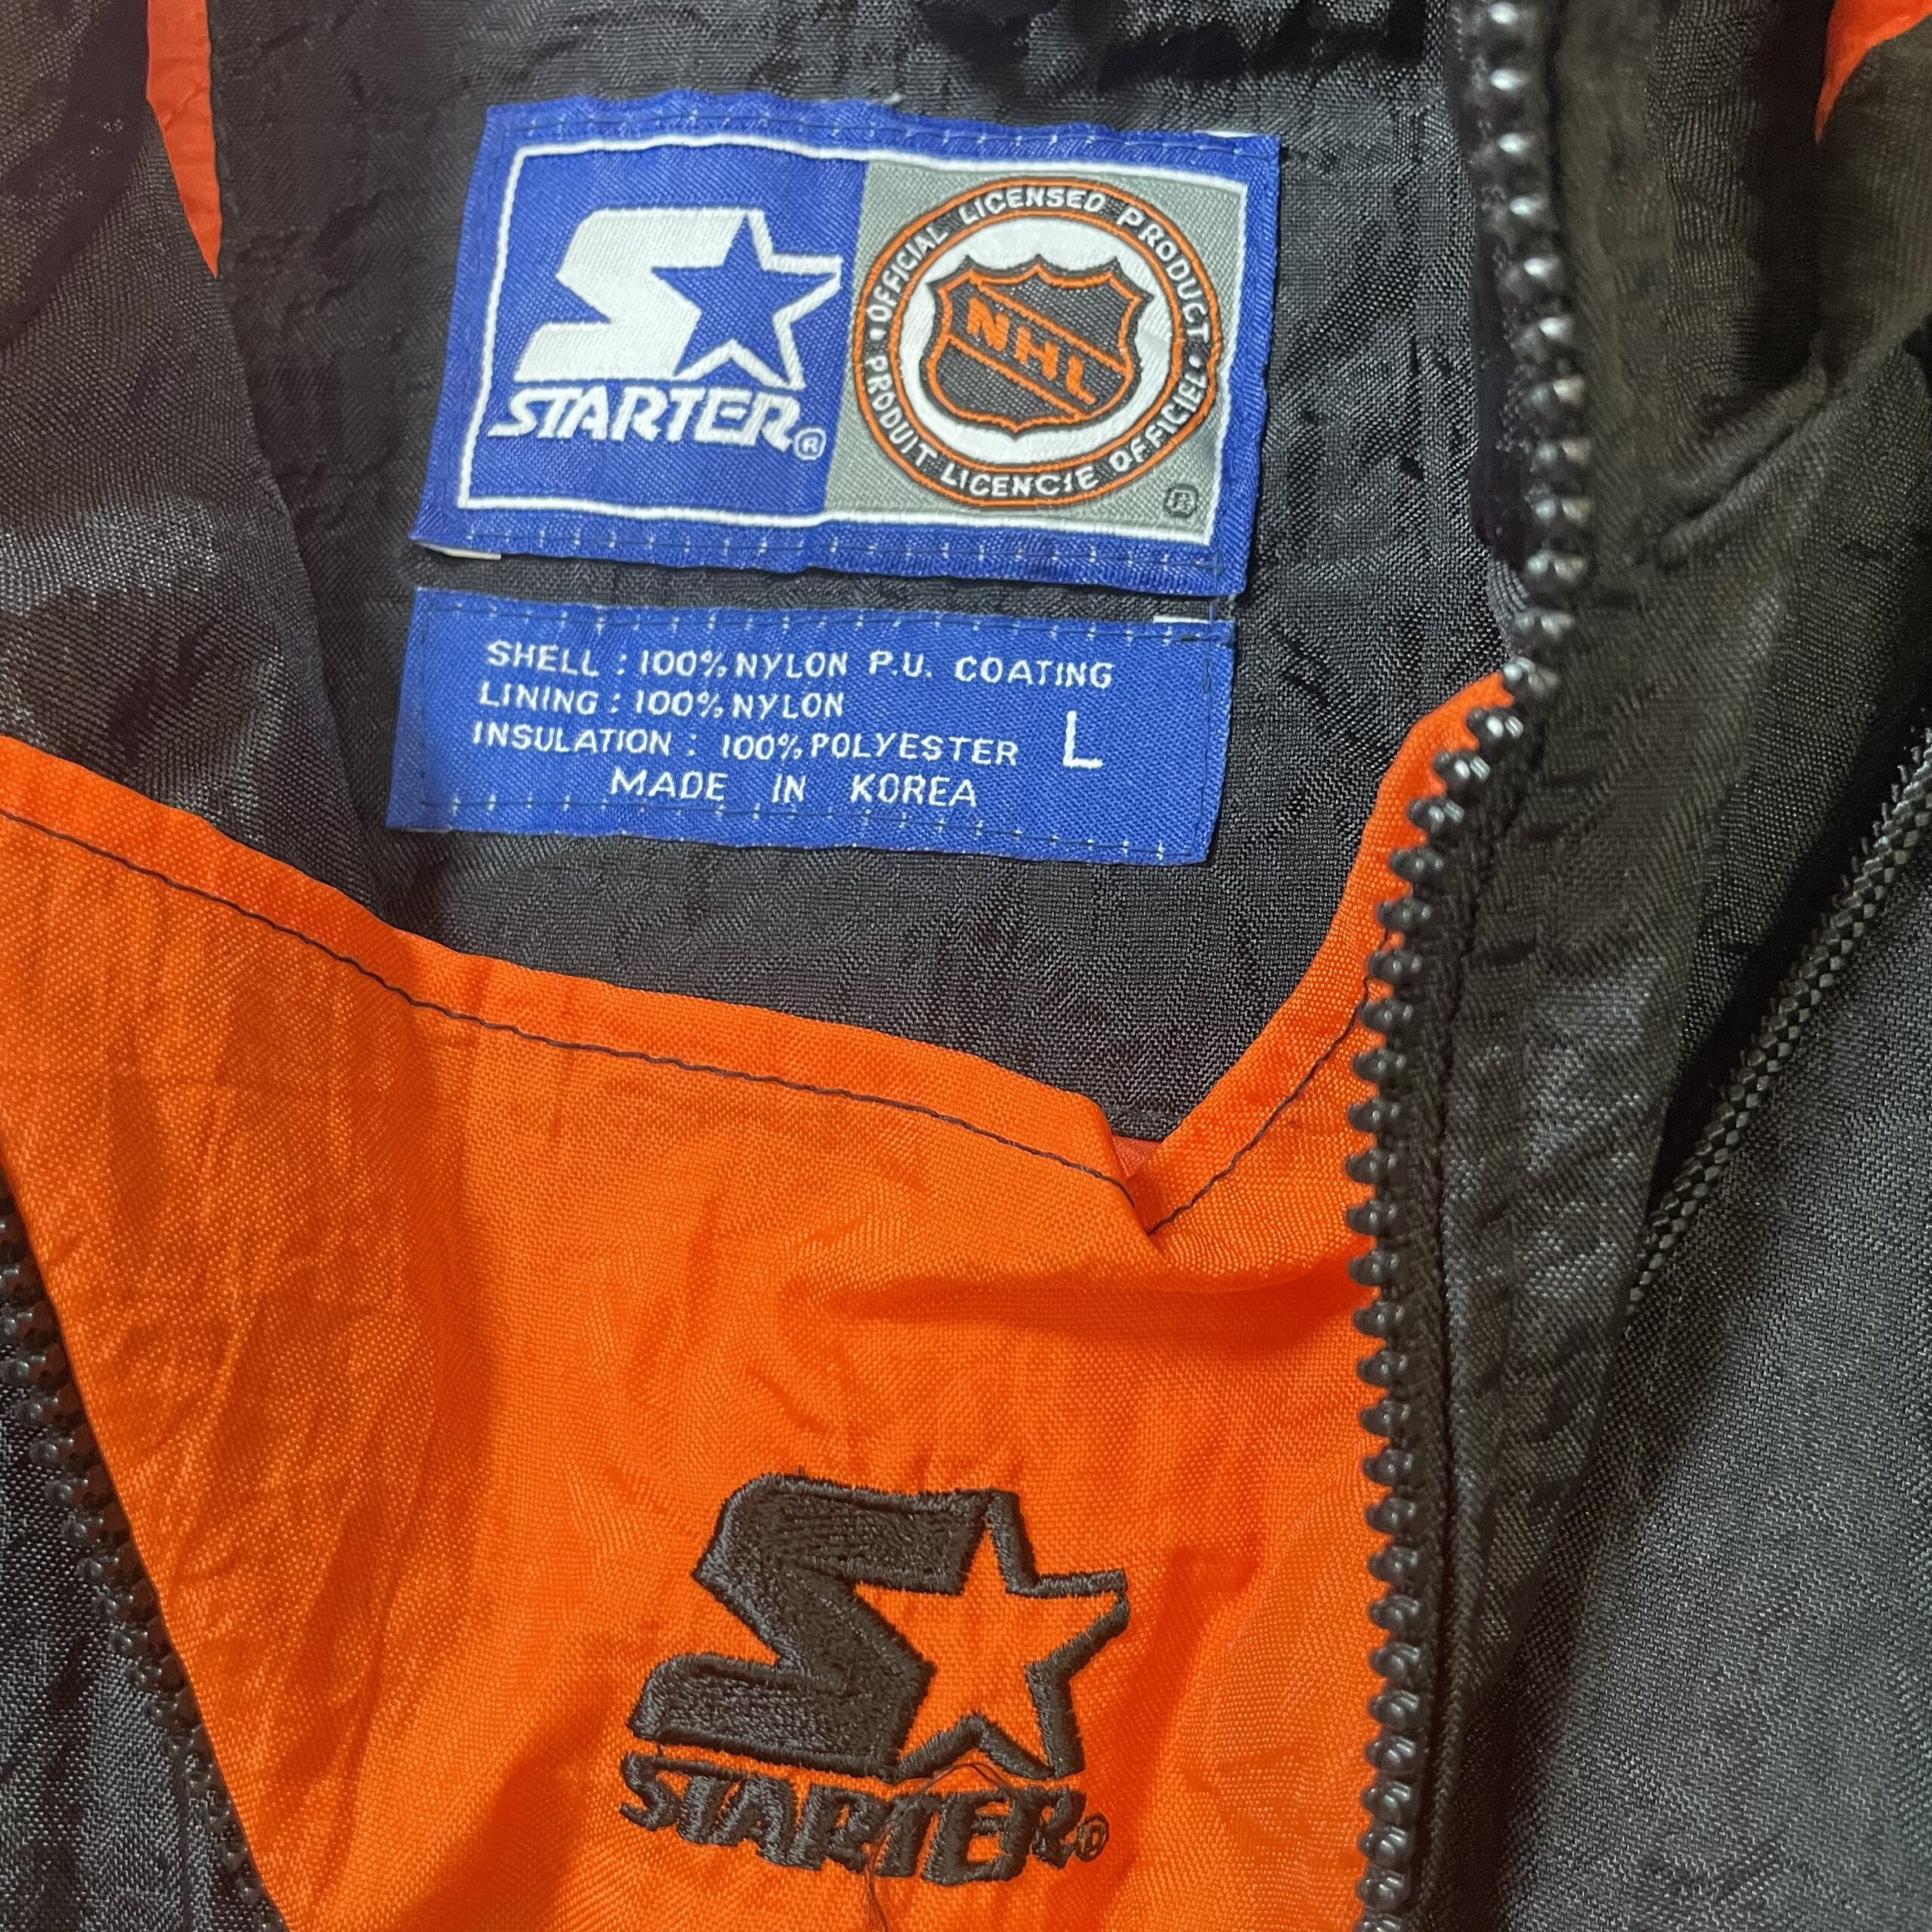 STARTER®
• OFFICIAL LICENSED PRODUCT •
NHL
PRODUIT LICENCIE OFFICIEL
®
SHELL : 100% NYLON P.U. COATING
LINING : 100% NYLON
INSULATION : 100% POLYESTER L
MADE IN KOREA
STARTER®